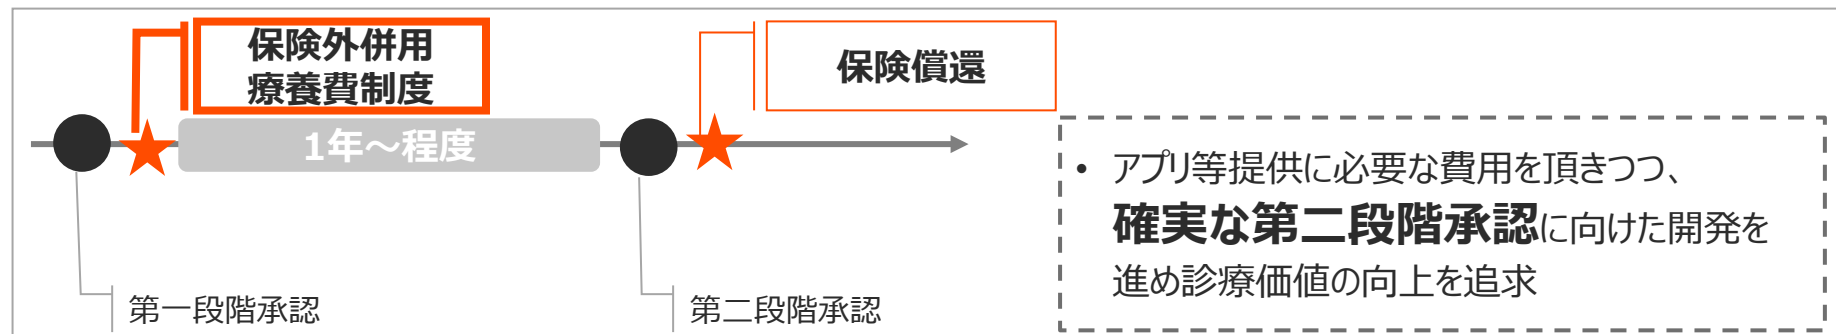 保険外併用
療養費制度
保険償還
1年～程度
第一段階承認
第二段階承認
• アプリ等提供に必要な費用を頂きつつ、
確実な第二段階承認に向けた開発を
進め診療価値の向上を追求